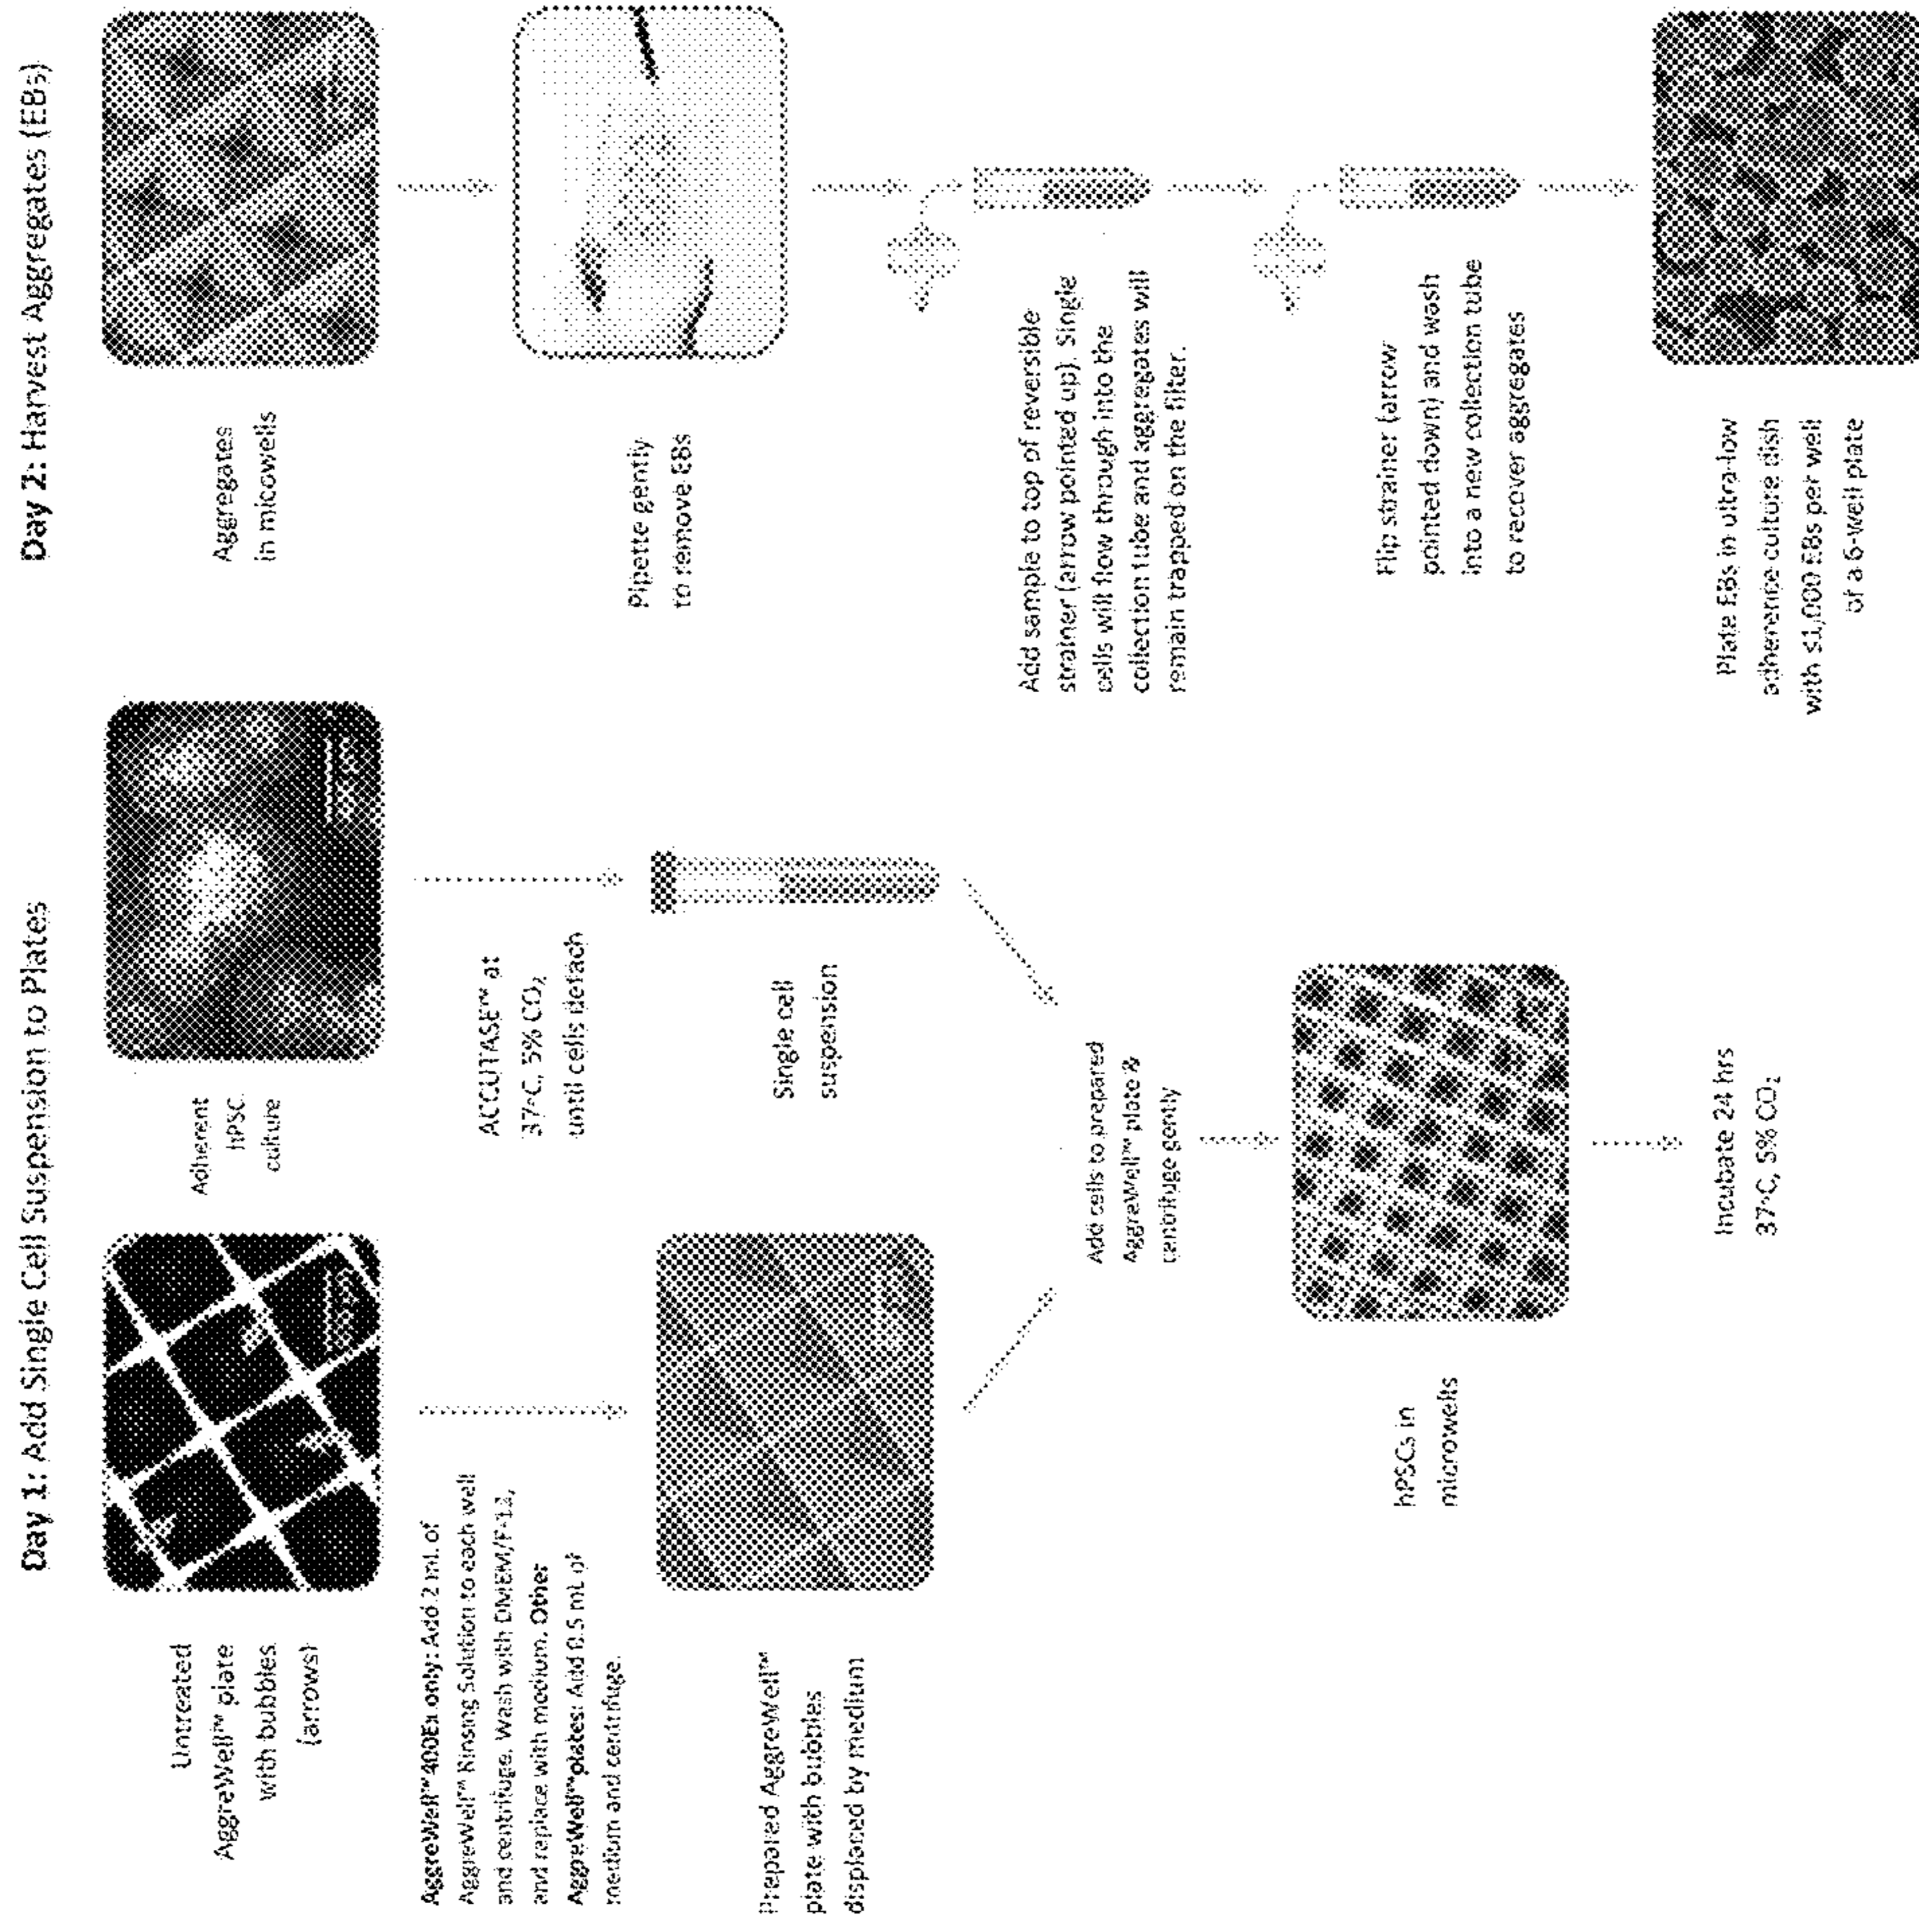 Day 1: Add Single Cell Suspension to Plates
Untreated
AggreWell™ plate
with bubbles
(arrows)
AggreWell™400Ex only: Add 2 mL of
AggreWell™ Rinsing Solution to each well
and centrifuge. Wash with DMEM/F-12,
and replace with medium. Other
AggreWell™ plates: Add 0.5 mL of
medium and centrifuge.
Prepared AggreWell™
plate with bubbles
displaced by medium
Adherent
hPSC
culture
ACCUTASE™ at
37°C, 5% CO₂
until cells detach
Single cell
suspension
Add cells to prepared
AggreWell™ plate &
centrifuge gently
hPSCs in
microwells
Incubate 24 hrs
37°C, 5% CO₂
Day 2: Harvest Aggregates (EBs)
Aggregates
in micowells
Pipette gently
to remove EBs
Add sample to top of reversible
strainer (arrow pointed up). Single
cells will flow through into the
collection tube and aggregates will
remain trapped on the filter.
Flip strainer (arrow
pointed down) and wash
into a new collection tube
to recover aggregates
Plate EBs in ultra-low
adherence culture dish
with ≤1,000 EBs per well
of a 6-well plate